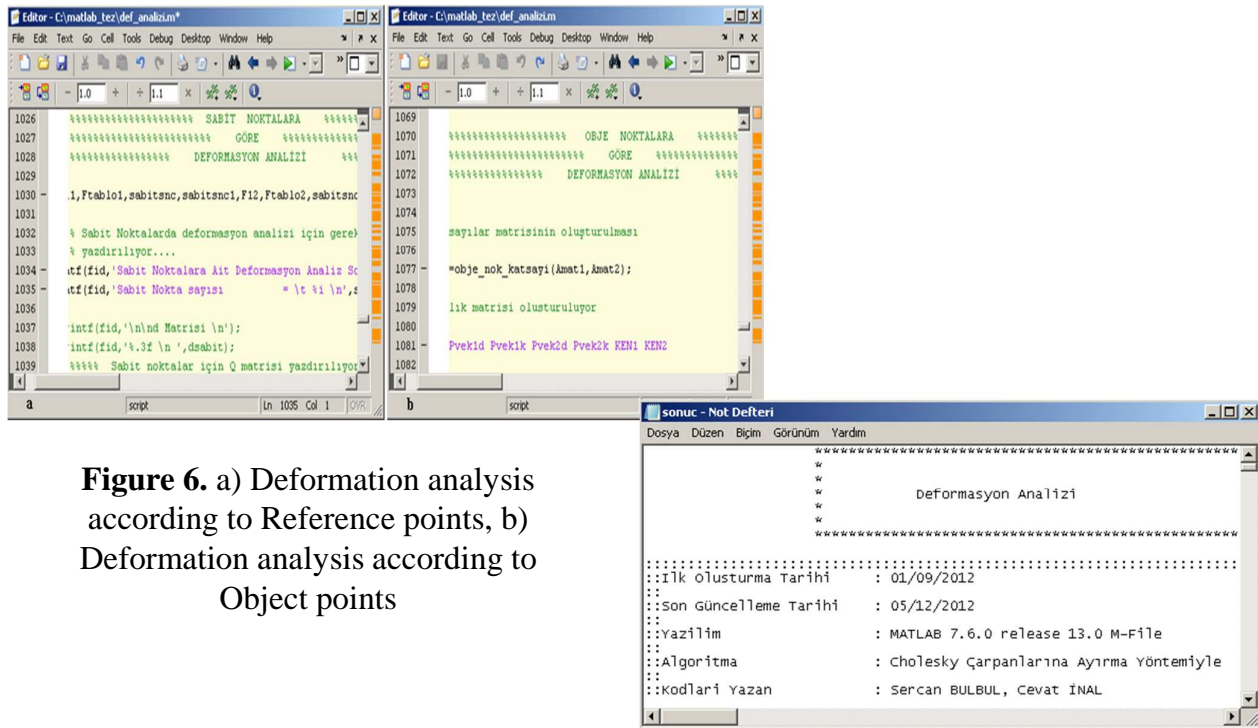 Editor - C:\matlab_tez\def_analizi.m*
File Edit Text Go Cell Tools Debug Desktop Window Help
- 1.0 + ÷ 1.1 ×
1026 %%%%%%%%%%%%%%%%%%%%% SABİT NOKTALARA %%%%%%
1027 %%%%%%%%%%%%%%%%%%%%%%%% GÖRE %%%%%%%%%%%%%
1028 %%%%%%%%%%%%%%%%% DEFORMASYON ANALİZİ %%%
1029
1030 - .1,Ftablo1,sabitsnc,sabitsnc1,F12,Ftablo2,sabitsnc
1031
1032 % Sabit Noktalarda deformasyon analizi için gerek
1033 % yazdırılıyor....
1034 - ntf(fid,'Sabit Noktalara Ait Deformasyon Analiz So
1035 - ntf(fid,'Sabit Nokta sayısı = \t %i \n',s
1036
1037 intf(fid,'\n\nd Matrisi \n');
1038 intf(fid,'%.3f \n ',dsabit);
1039 %%%%% Sabit noktalar için Q matrisi yazdırılıyor
a script Ln 1035 Col 1 OVR
Editor - C:\matlab_tez\def_analizi.m
File Edit Text Go Cell Tools Debug Desktop Window Help
- 1.0 + ÷ 1.1 ×
1069
1070 %%%%%%%%%%%%%%%%%%%% OBJE NOKTALARA %%%%%%%
1071 %%%%%%%%%%%%%%%%%%%%%%% GÖRE %%%%%%%%%%%%%%
1072 %%%%%%%%%%%%%%%% DEFORMASYON ANALİZİ %%%%
1073
1074
1075 sayılar matrisinin oluşturulması
1076
1077 - =obje_nok_katsayi(Amat1,Amat2);
1078
1079 lık matrisi olusturuluyor
1080
1081 - Pvek1d Pvek1k Pvek2d Pvek2k KEN1 KEN2
1082
b script
Figure 6. a) Deformation analysis
according to Reference points, b)
Deformation analysis according to
Object points
sonuc - Not Defteri
Dosya Düzen Biçim Görünüm Yardım
**************************************************
*
*
* Deformasyon Analizi
*
*
**************************************************
::::::::::::::::::::::::::::::::::::::::::::::::::::::::::::::::::::::
::Ilk Olusturma Tarihi : 01/09/2012
::
::Son Güncelleme Tarihi : 05/12/2012
::
::Yazilim : MATLAB 7.6.0 release 13.0 M-File
::
::Algoritma : Cholesky Çarpanlarına Ayırma Yöntemiyle
::
::Kodlari Yazan : Sercan BULBUL, Cevat İNAL